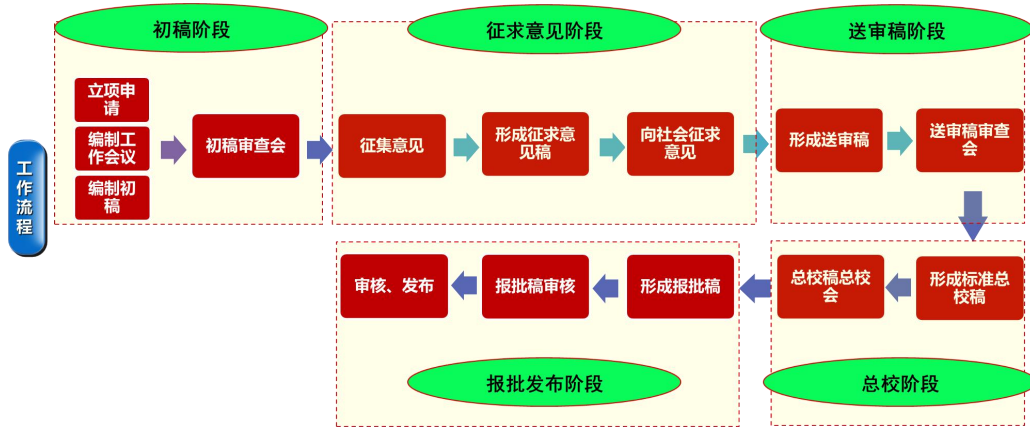 初稿阶段
征求意见阶段
送审稿阶段
工作流程
立项申
请
编制工
作会议
编制初
稿
初稿审查会
征集意见
形成征求意
见稿
向社会征求
意见
形成送审稿
送审稿审查
会
形成标准总
校稿
总校稿总校
会
形成报批稿
报批稿审核
审核、发布
报批发布阶段
总校阶段